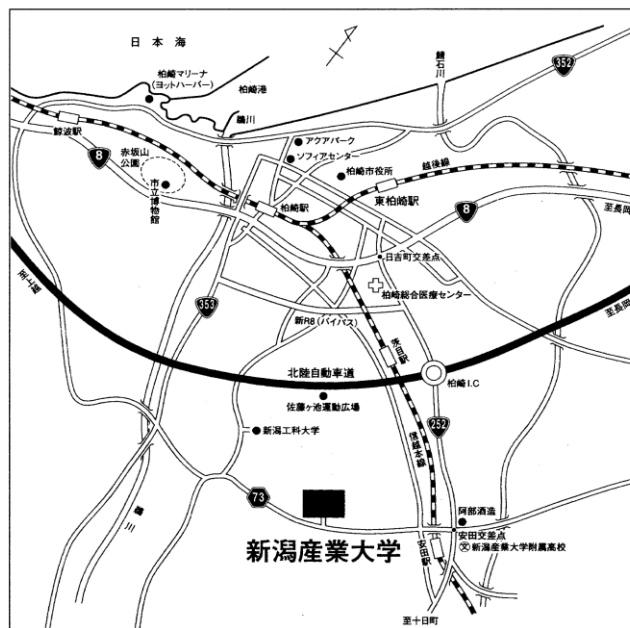 日本海
鯖石川
352
柏崎マリーナ
(ヨットハーバー)
柏崎港
鵜川
鯨波駅
アクアパーク
ソフィアセンター
8
赤坂山
公園
市立博物館
柏崎市役所
越後線
東柏崎駅
柏崎駅
8
至長岡
日吉町交差点
柏崎総合医療センター
至上越
353
新R8(バイパス)
茨目駅
至長岡
北陸自動車道
柏崎I.C
佐藤ヶ池運動広場
252
新潟工科大学
信越本線
73
鵜川
阿部酒造
安田交差点
文 新潟産業大学附属高校
新潟産業大学
安田駅
至十日町